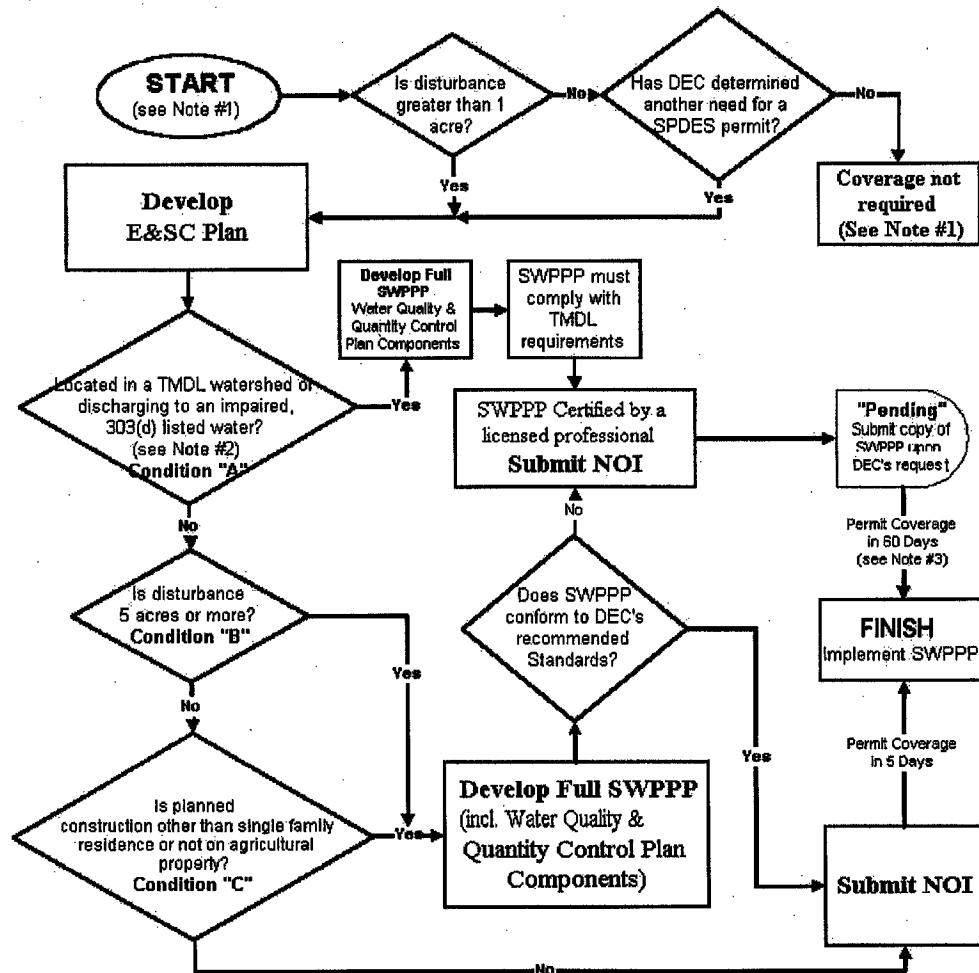 START
(see Note #1)
Is disturbance
greater than 1
acre?
No
Has DEC determined
another need for a
SPDES permit?
No
Yes
Yes
Coverage not
required
(See Note #1)
Develop
E&SC Plan
Develop Full
SWPPP
Water Quality &
Quantity Control
Plan Components
SWPPP must
comply with
TMDL
requirements
Located in a TMDL watershed or
discharging to an impaired,
303(d) listed water?
(see Note #2)
Condition "A"
Yes
SWPPP Certified by a
licensed professional
Submit NOI
"Pending"
Submit copy of
SWPPP upon
DEC's request
No
No
Permit Coverage
in 60 Days
(see Note #3)
Is disturbance
5 acres or more?
Condition "B"
Yes
Does SWPPP
conform to DEC's
recommended
Standards?
FINISH
Implement SWPPP
No
Yes
Permit Coverage
in 5 Days
Is planned
construction other than single family
residence or not on agricultural
property?
Condition "C"
Yes
Develop Full SWPPP
(incl. Water Quality &
Quantity Control Plan
Components)
Submit NOI
No